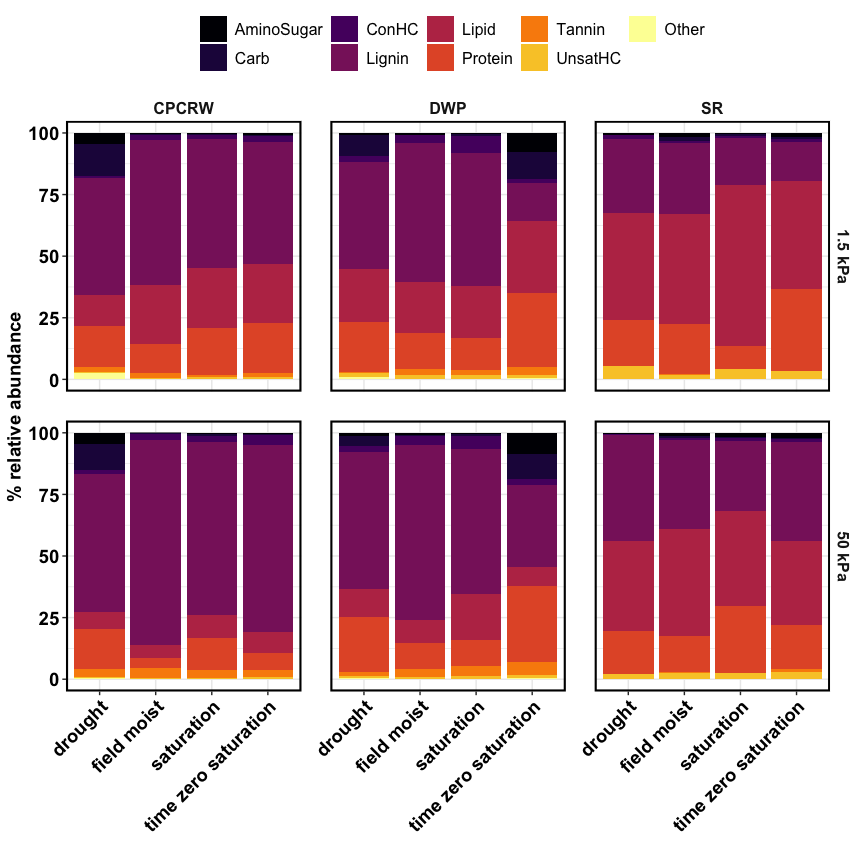 AminoSugar ConHC Lipid Tannin Other
Carb Lignin Protein UnsatHC
CPCRW DWP SR
100
75
50
25
0
1.5 kPa
% relative abundance
100
75
50
25
0
50 kPa
drought field moist saturation time zero saturation drought field moist saturation time zero saturation drought field moist saturation time zero saturation